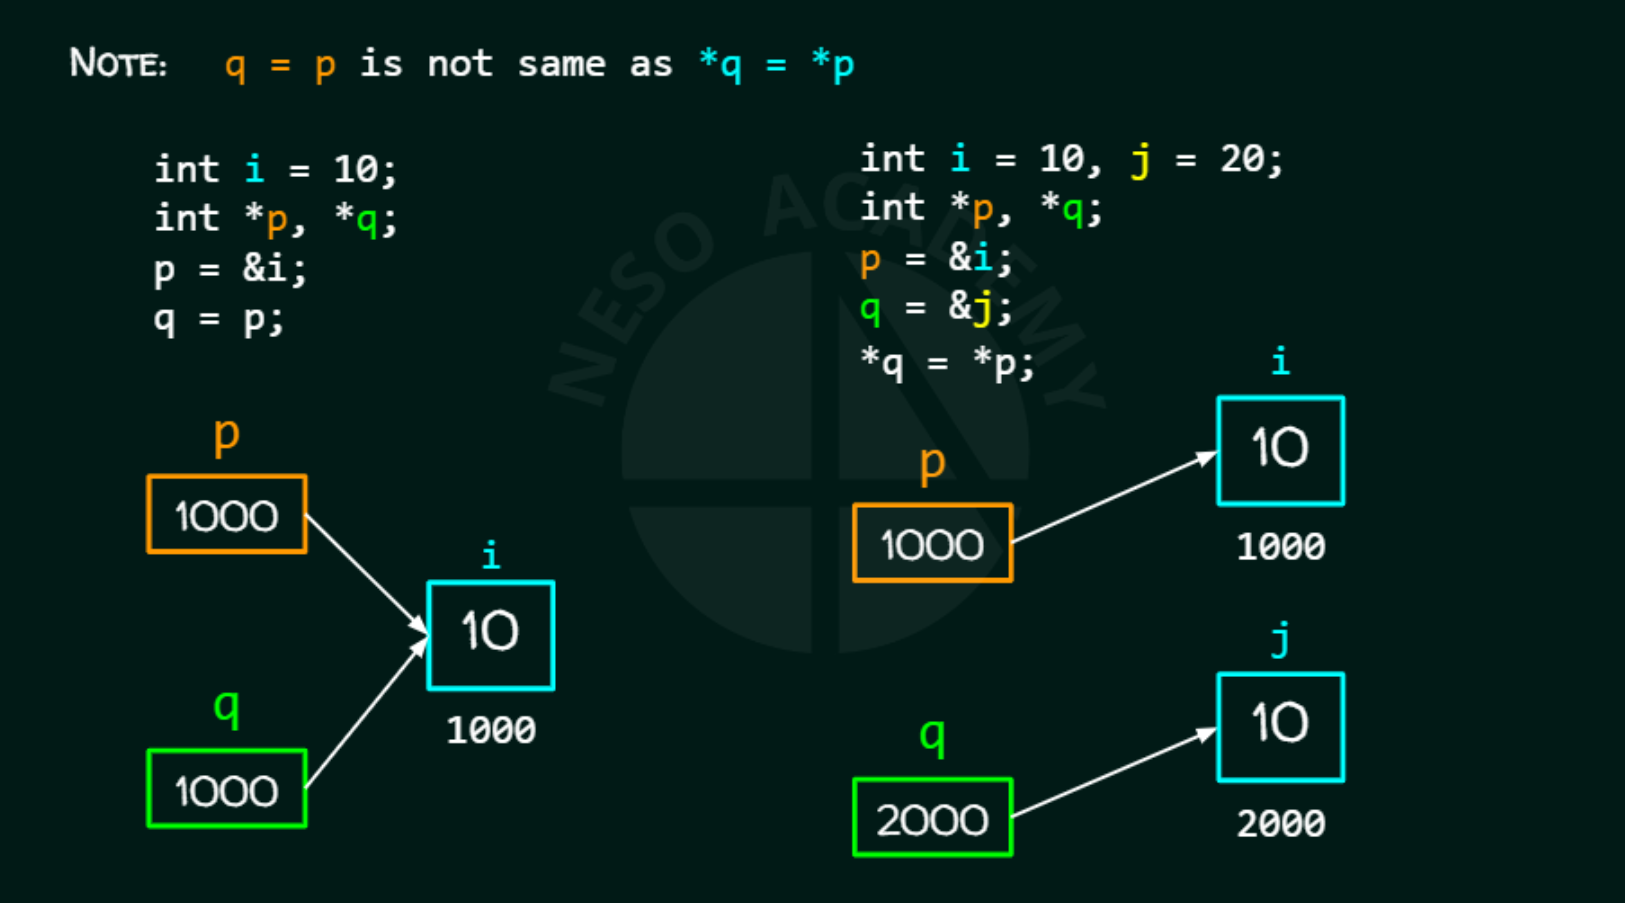 NOTE: q = p is not same as *q = *p
int i = 10;
int *p, *q;
p = &i;
q = p;
p
1000
i
10
1000
q
1000
int i = 10, j = 20;
int *p, *q;
p = &i;
q = &j;
*q = *p;
i
10
1000
p
1000
j
10
2000
q
2000
NESO ACADEMY